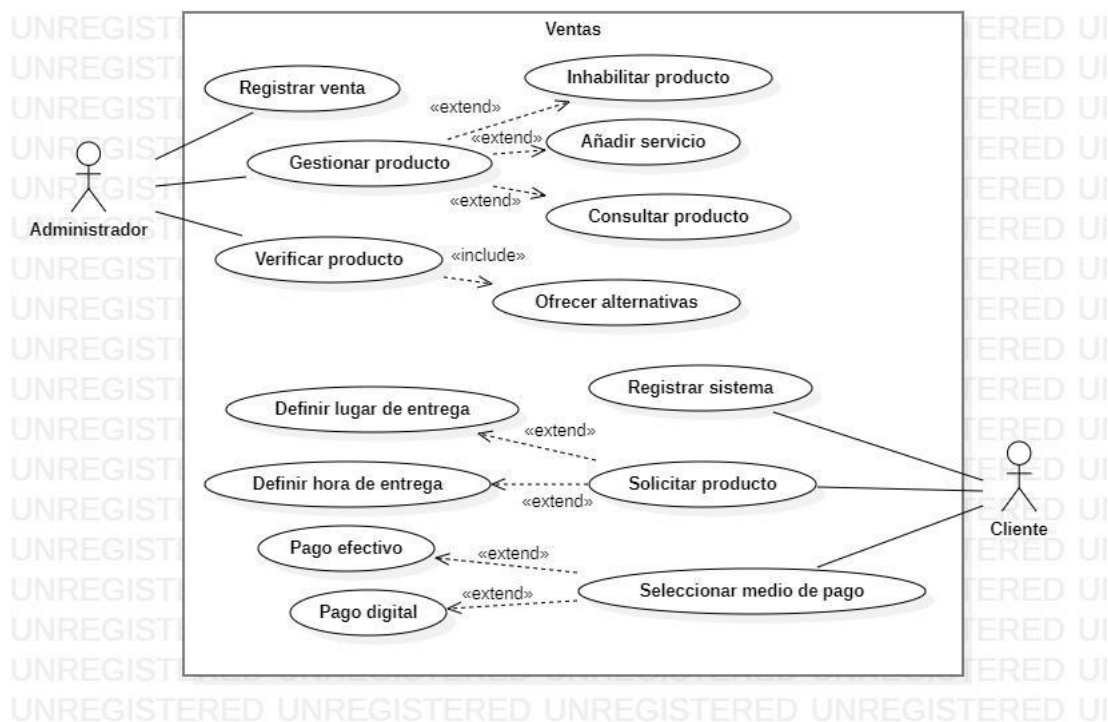 Ventas
Registrar venta
Inhabilitar producto
«extend»
Gestionar producto
«extend»
Añadir servicio
«extend»
Consultar producto
Administrador
Verificar producto
«include»
Ofrecer alternativas
Registrar sistema
Definir lugar de entrega
«extend»
Definir hora de entrega
«extend»
Solicitar producto
Cliente
Pago efectivo
«extend»
Seleccionar medio de pago
Pago digital
«extend»
UNREGISTERED UNREGISTERED UNREGISTERED UNREGISTERED